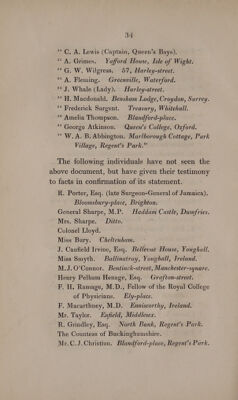 34
" C. A. Lewis (Captain, Queen's Bays).
" A. Grimes. Yafford House, Isle of Wight.
" G. W. Wilgress. 57, Harley-street.
" A. Fleming. Greenville, Waterford.
" J. Whale (Lady). Harley-street.
" H. Macdonald. Bensham Lodge, Croydon, Surrey.
" Frederick Sargent. Treasury, Whitehall.
" Amelia Thompson. Blandford-place.
" George Atkinson. Queen's College, Oxford.
" W. A. B. Abbington. Marlborough Cottage, Park
Village, Regent's Park."
The following individuals have not seen the
above document, but have given their testimony
to facts in confirmation of its statement.
R. Porter, Esq. (late Surgeon-General of Jamaica).
Bloomsbury-place, Brighton.
General Sharpe, M.P. Hoddam Castle, Dumfries.
Mrs. Sharpe. Ditto.
Colonel Lloyd.
Miss Bury. Cheltenham.
J. Caufield Irvine, Esq. Bellevue House, Youghall.
Miss Smyth. Ballinatray, Youghall, Ireland.
M. J. O'Connor. Bentinck-street, Manchester-square.
Henry Pelham Henage, Esq. Grafton-street.
F. H. Ramage, M.D., Fellow of the Royal College
of Physicians. Ely-place.
F. Macarthney, M.D. Enniscorthy, Ireland.
Mr. Taylor. Enfield, Middlesex.
R. Grindley, Esq. North Bank, Regent's Park.
The Countess of Buckinghamshire.
Mr. C. J. Christian. Blandford-place, Regent's Park.